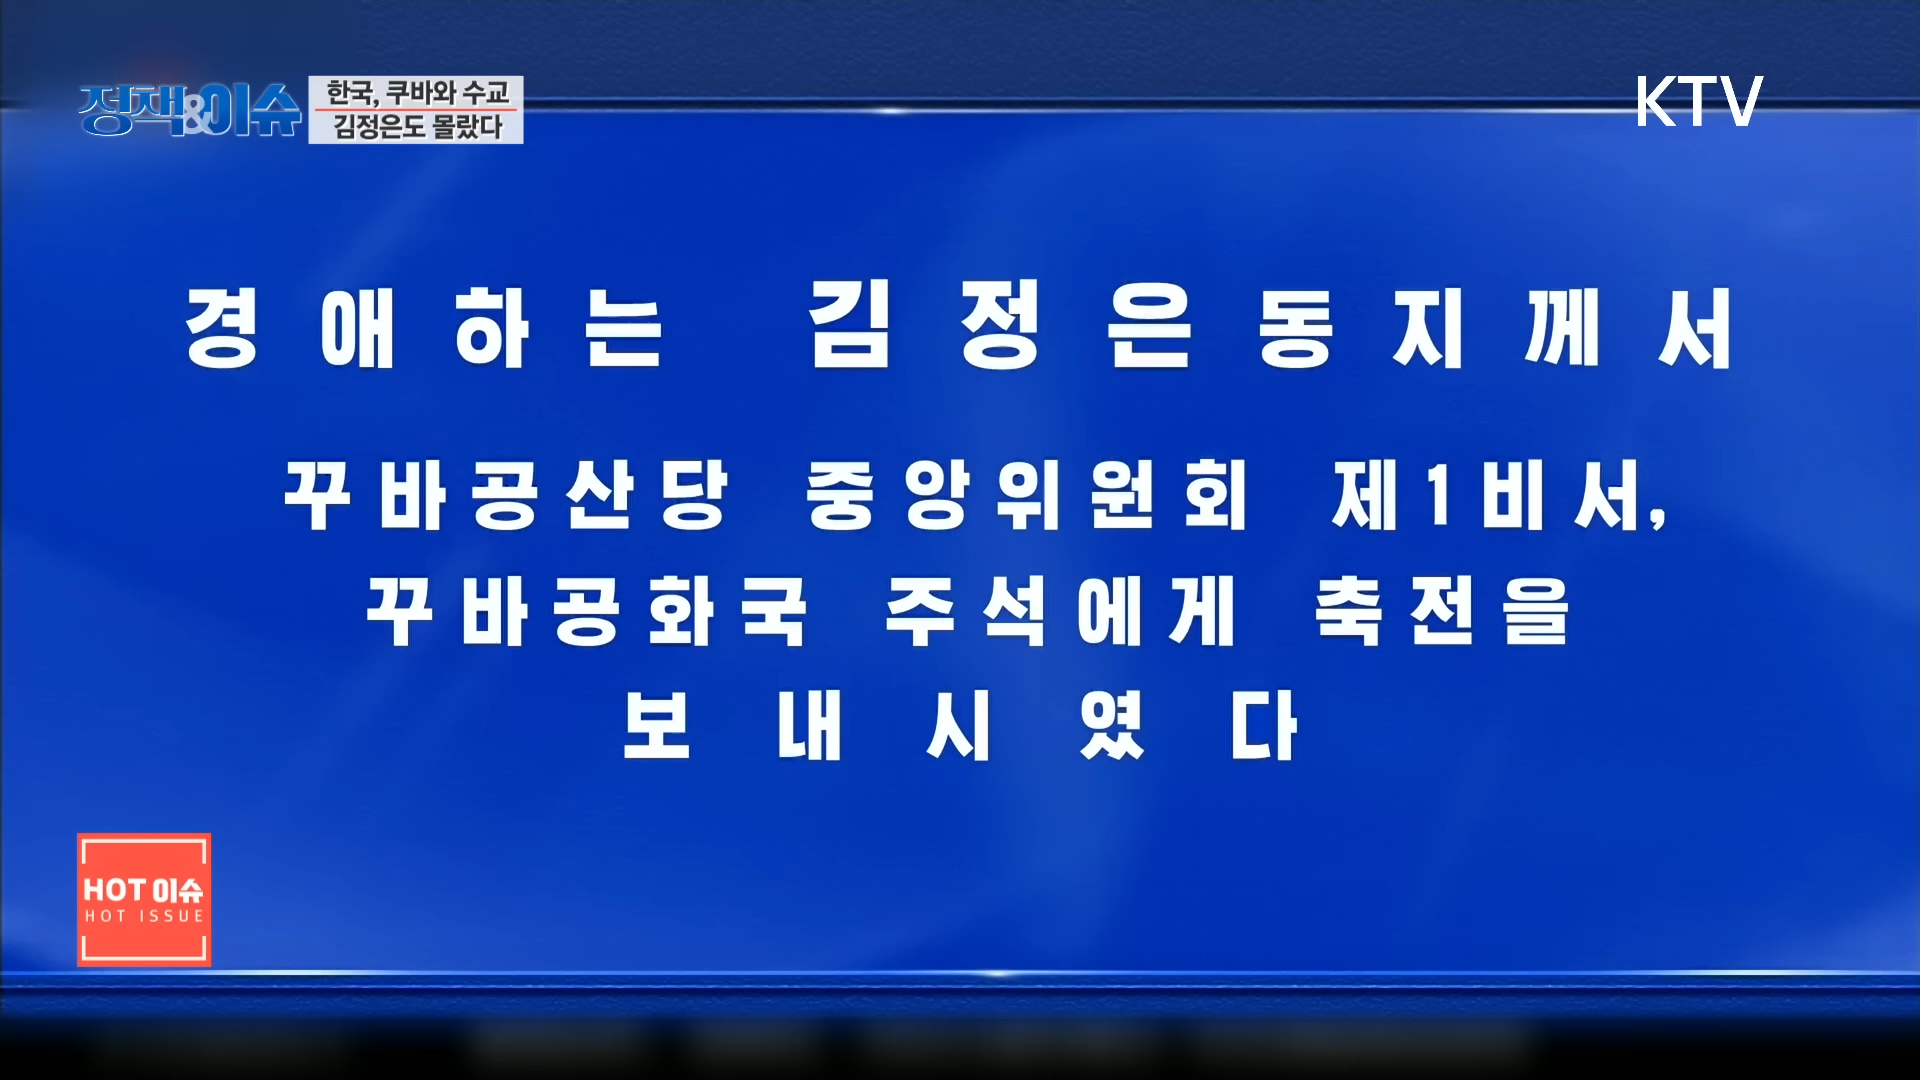 정책&이슈
한국, 쿠바와 수교
김정은도 몰랐다
KTV
경애하는 김정은동지께서
꾸바공산당 중앙위원회 제1비서,
꾸바공화국 주석에게 축전을
보내시였다
HOT 이슈
HOT ISSUE